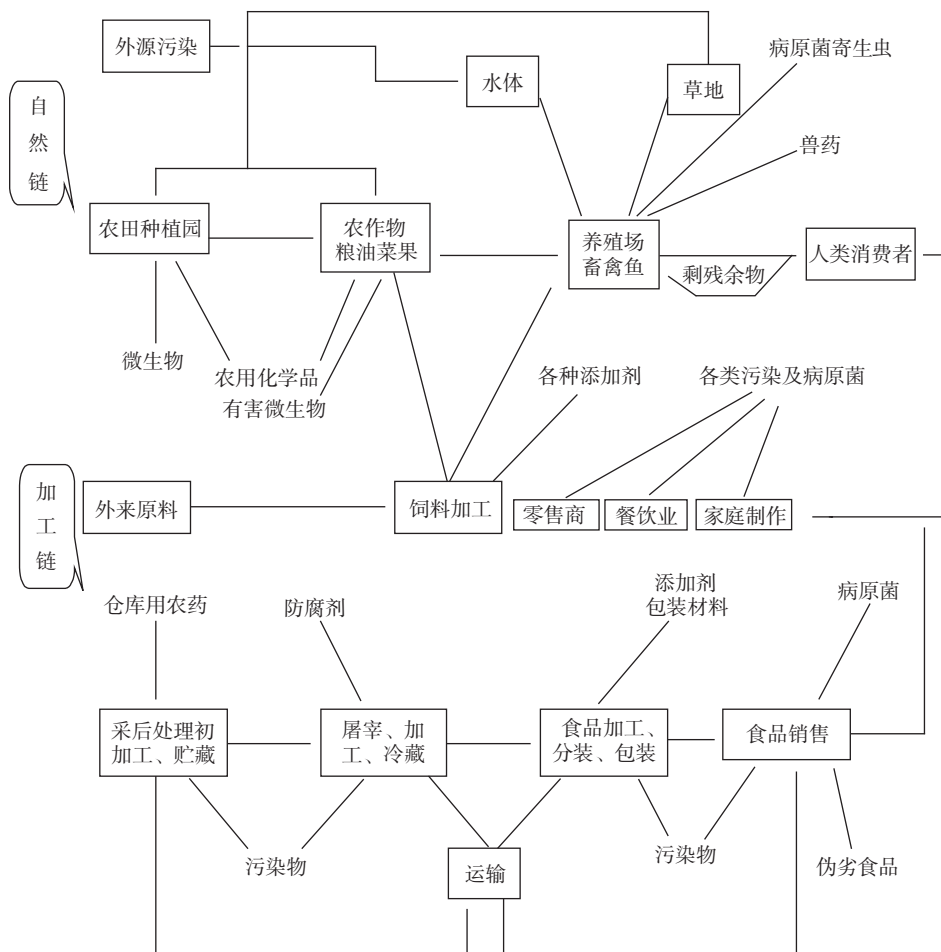 外源污染
水体
草地
病原菌寄生虫
兽药
自
然
链
农田种植园
农作物
粮油菜果
养殖场
畜禽鱼
剩残余物
人类消费者
微生物
农用化学品
有害微生物
各种添加剂
各类污染及病原菌
加
工
链
外来原料
饲料加工
零售商
餐饮业
家庭制作
仓库用农药
防腐剂
添加剂
包装材料
病原菌
采后处理初
加工、贮藏
屠宰、加
工、冷藏
食品加工、
分装、包装
食品销售
污染物
运输
污染物
伪劣食品